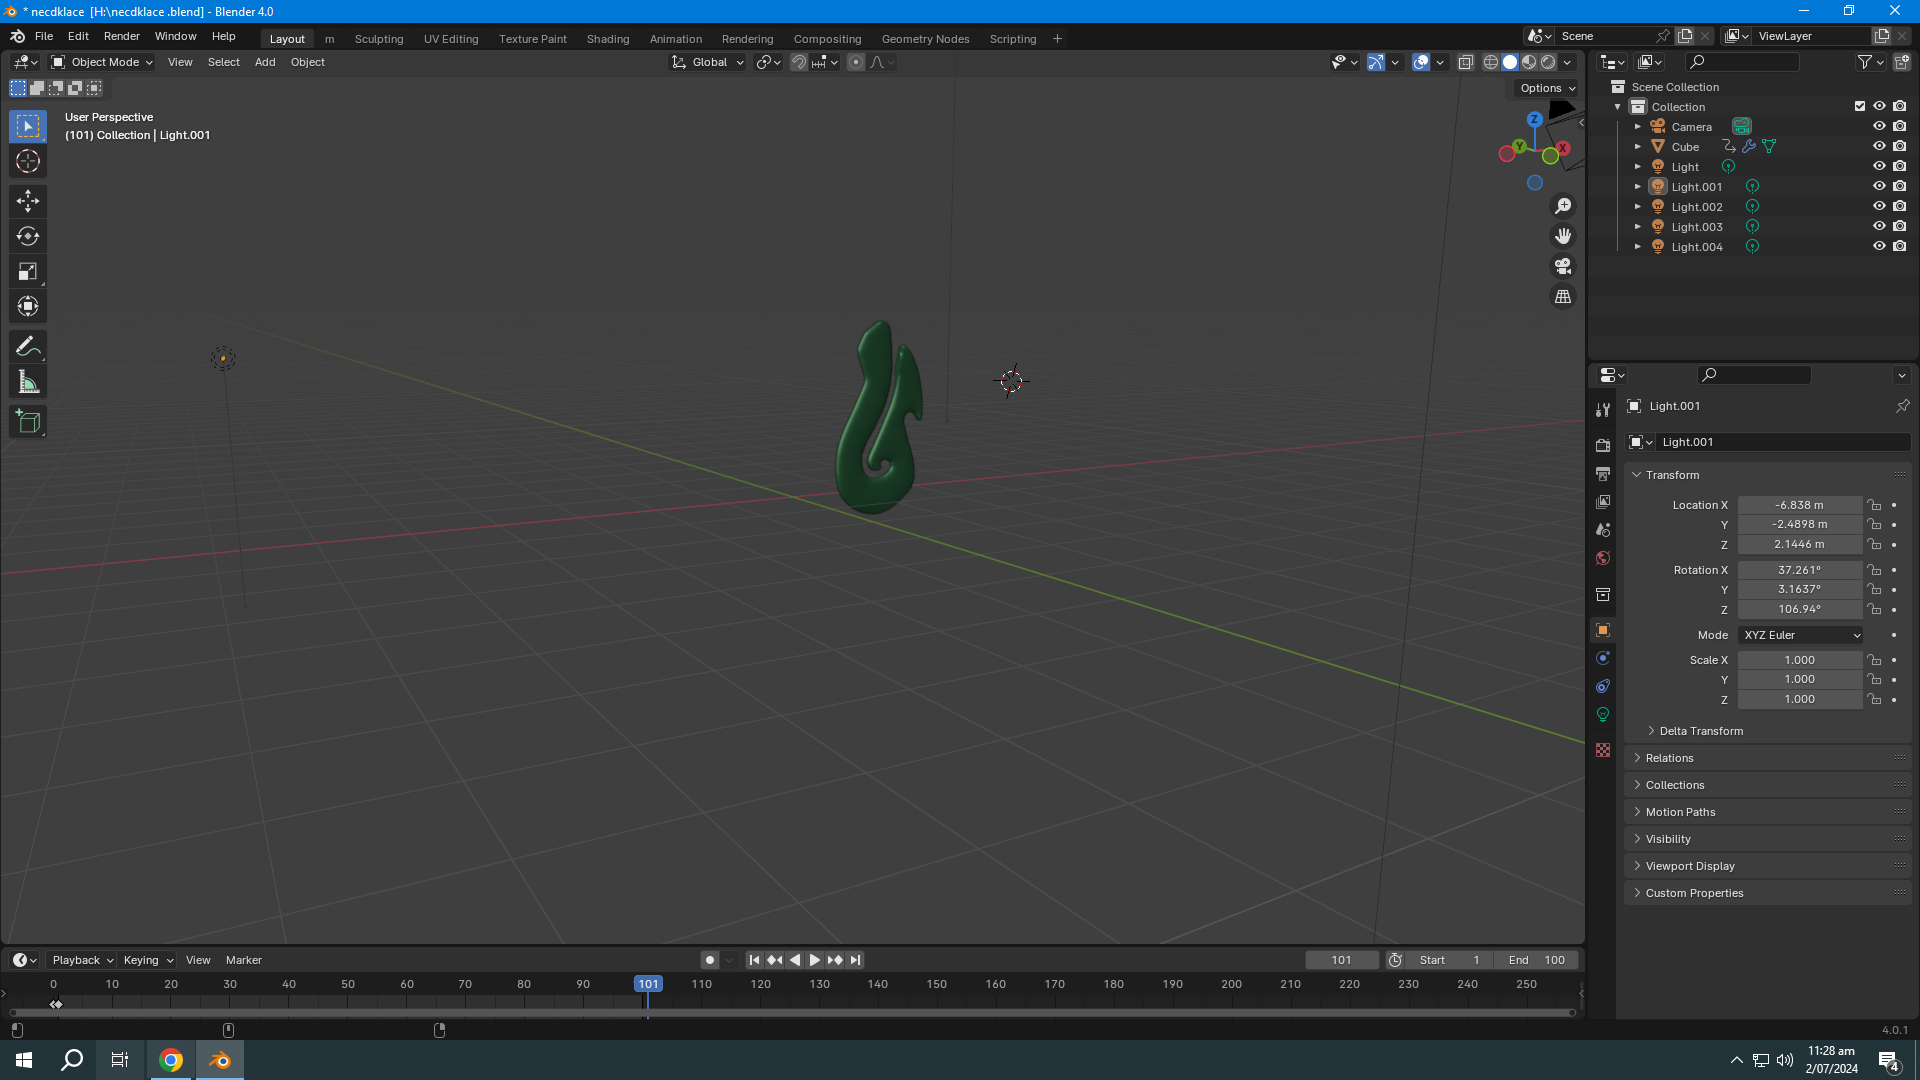 * necdklace  [H:\necdklace .blend] - Blender 4.0
File Edit Render Window Help Layout m Sculpting UV Editing Texture Paint Shading Animation Rendering Compositing Geometry Nodes Scripting + Scene ViewLayer
Object Mode View Select Add Object Global
Options
User Perspective
(101) Collection | Light.001
Z
Y
X
Scene Collection
Collection
Camera
Cube
Light
Light.001
Light.002
Light.003
Light.004
Light.001
Light.001
Transform
Location X -6.838 m
Y -2.4898 m
Z 2.1446 m
Rotation X 37.261°
Y 3.1637°
Z 106.94°
Mode XYZ Euler
Scale X 1.000
Y 1.000
Z 1.000
Delta Transform
Relations
Collections
Motion Paths
Visibility
Viewport Display
Custom Properties
Playback Keying View Marker 101 Start 1 End 100
0 10 20 30 40 50 60 70 80 90 101 110 120 130 140 150 160 170 180 190 200 210 220 230 240 250
4.0.1
11:28 am
2/07/2024
4